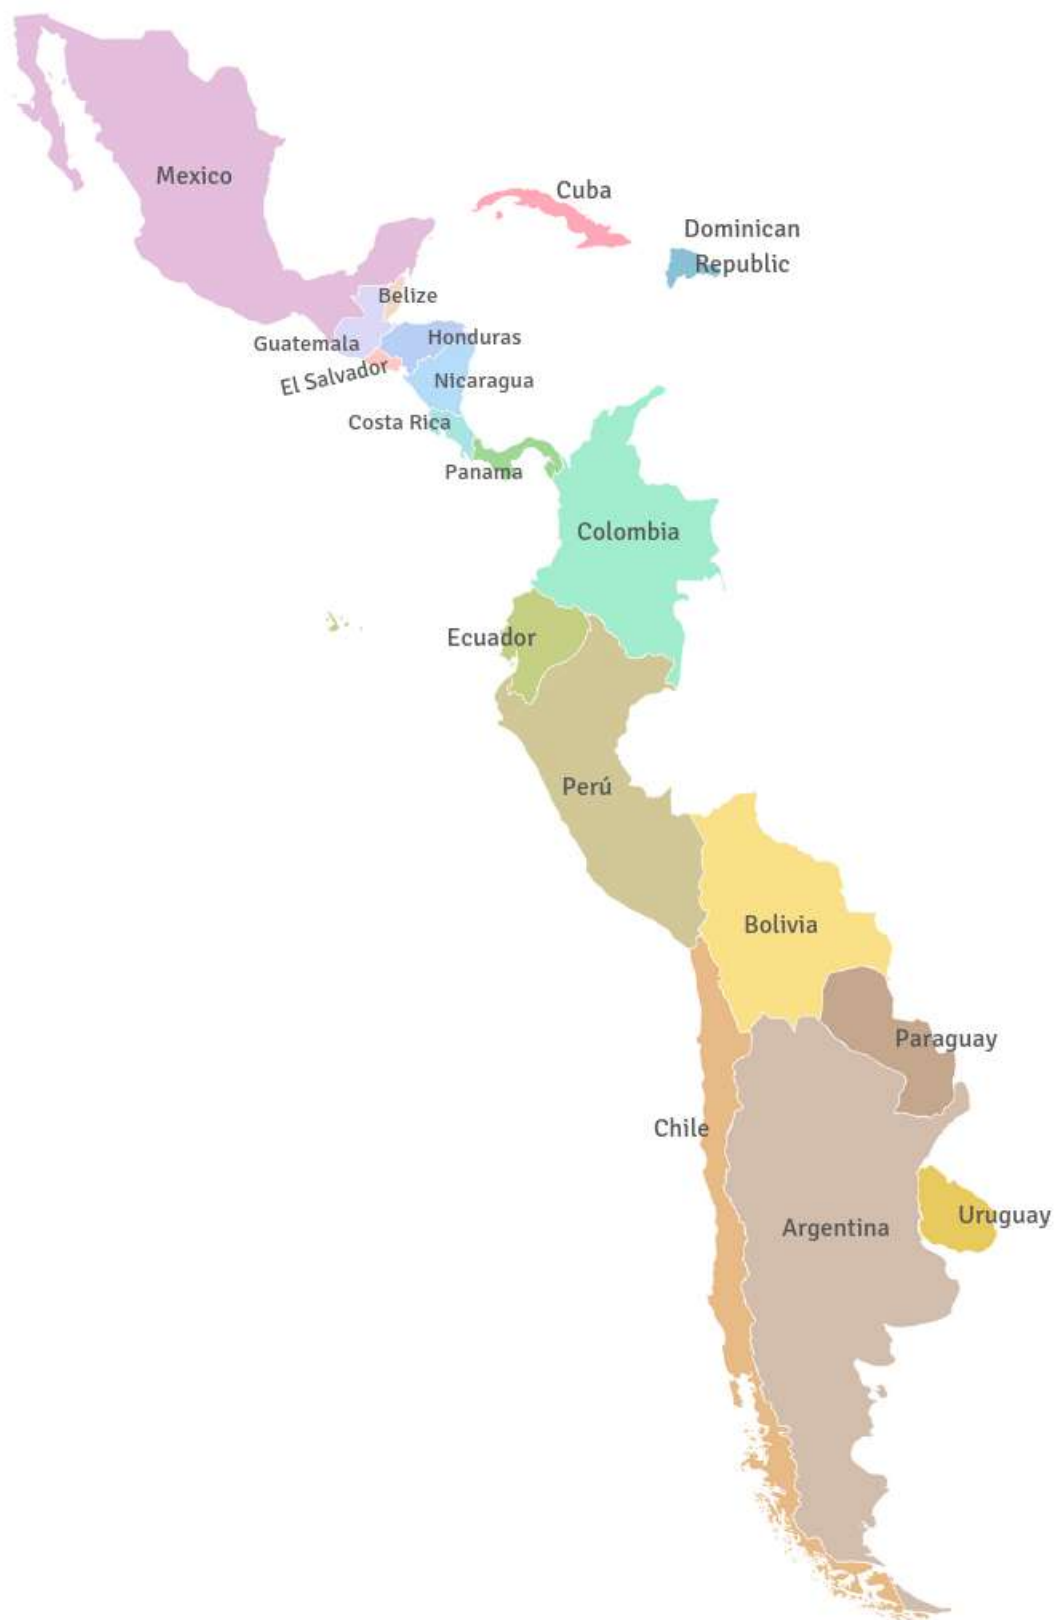 Mexico
Cuba
Dominican
Republic
Belize
Guatemala
Honduras
El Salvador
Nicaragua
Costa Rica
Panama
Colombia
Ecuador
Perú
Bolivia
Paraguay
Chile
Uruguay
Argentina